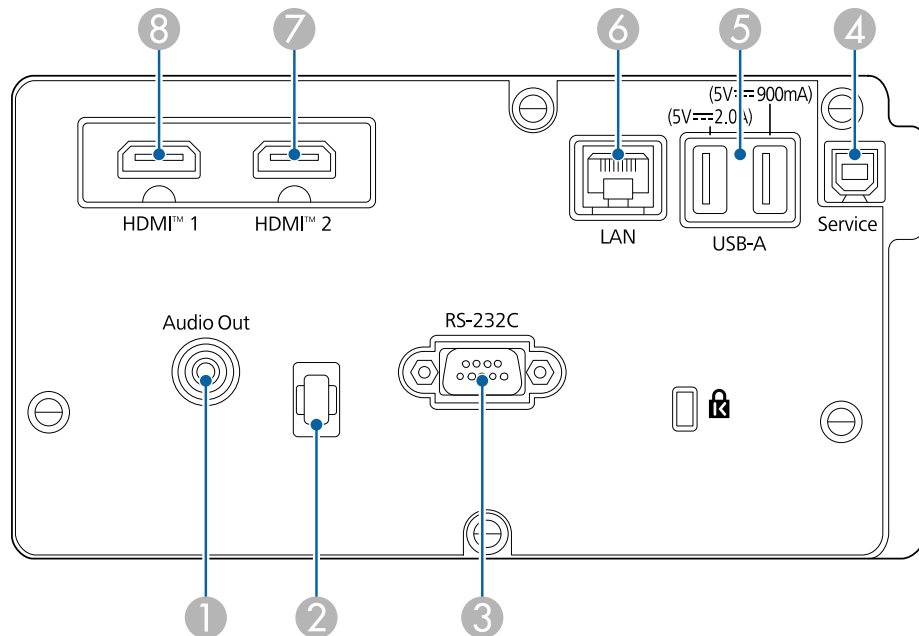 8 7 6 5 4
(5V⎓900mA)
(5V⎓2.0A)
HDMI™ 1 HDMI™ 2 LAN USB-A Service
Audio Out RS-232C
K
1 2 3